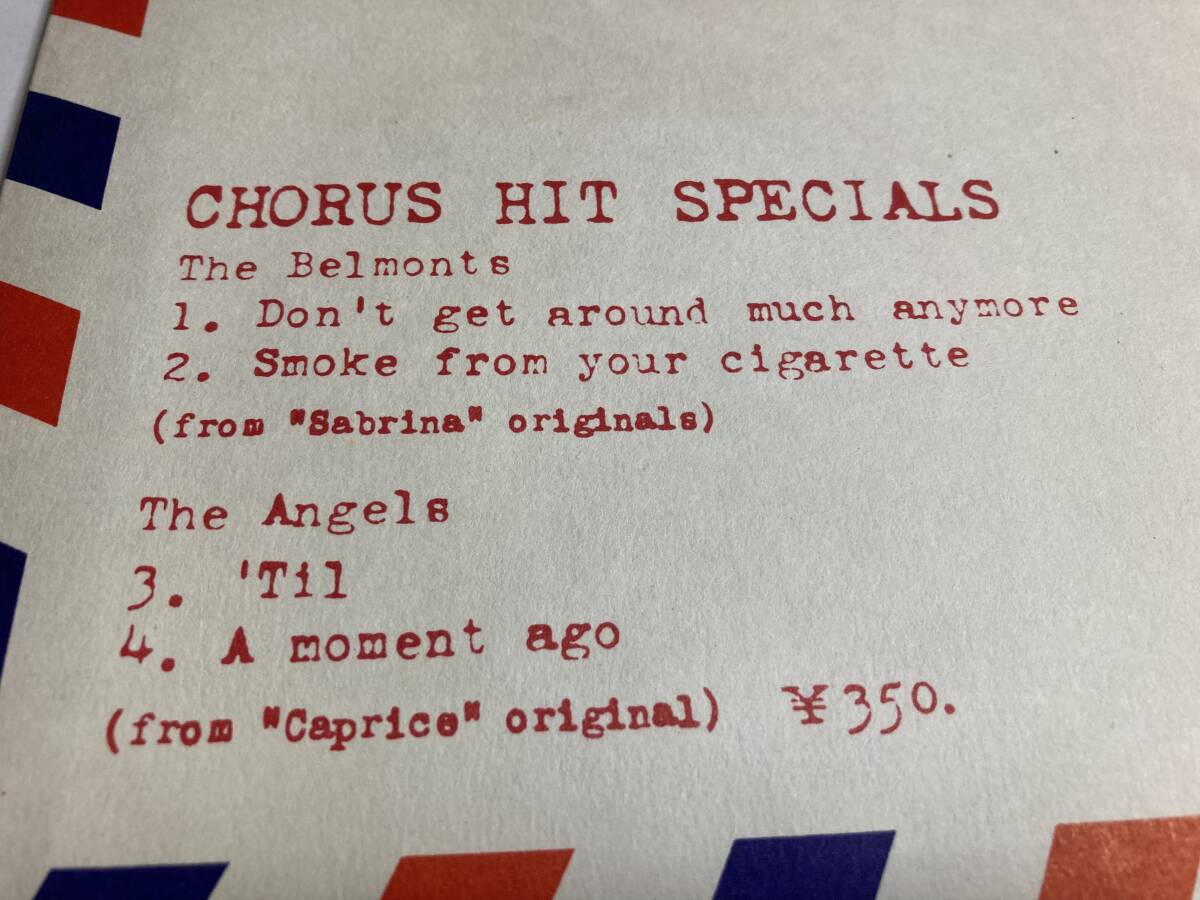 CHORUS HIT SPECIALS
The Belmonts
1. Don't get around much anymore
2. Smoke from your cigarette
(from "Sabrina" originals)
The Angels
3. 'Til
4. A moment ago
(from "Caprice" original) ¥350.